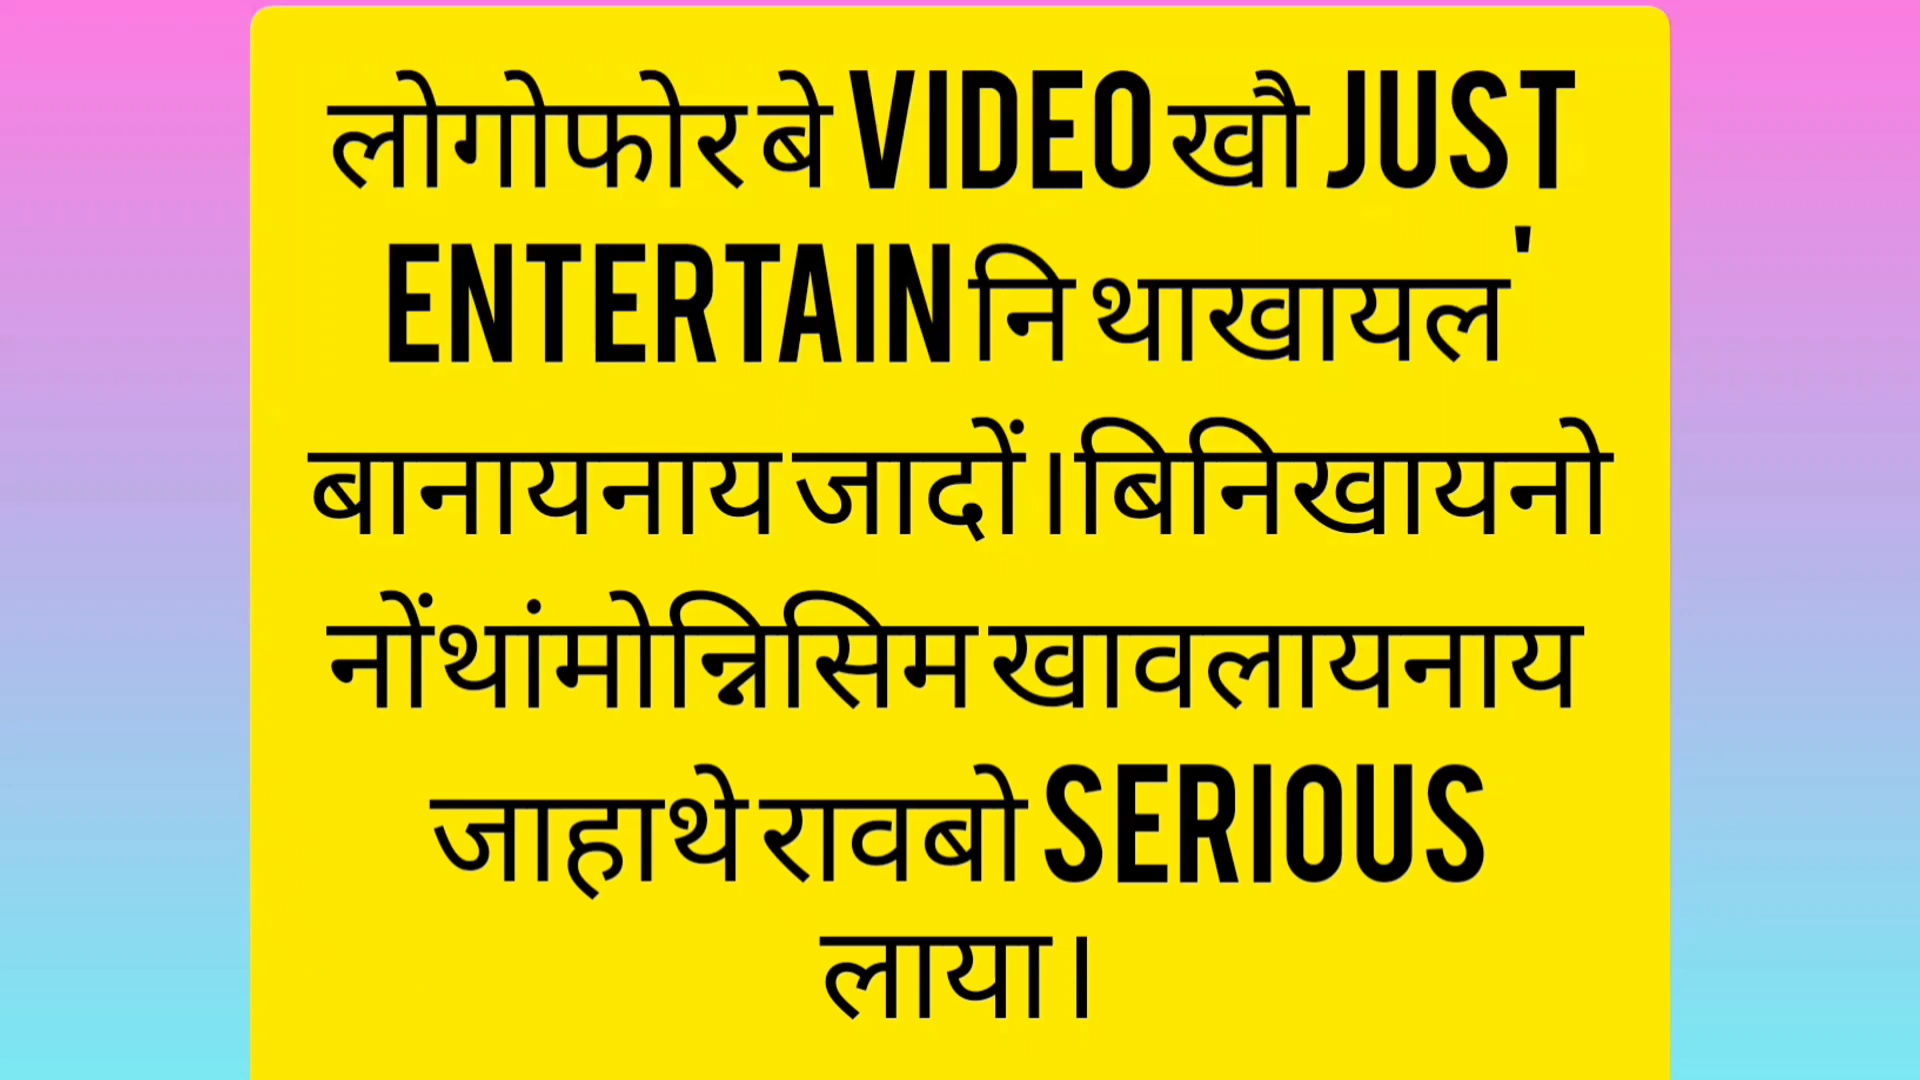 लोगोफोर बे VIDEO खौ JUST
ENTERTAIN नि थाखायल'
बानायनाय जादों । बिनिखायनो
नोंथांमोन्निसिम खावलायनाय
जाहाथे रावबो SERIOUS
लाया ।